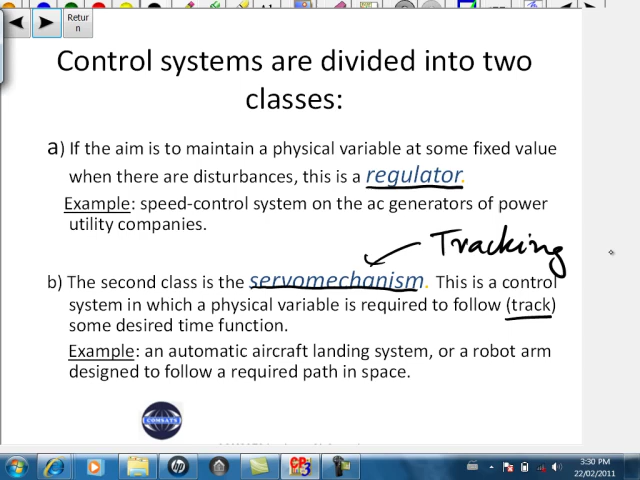 Retur
n
Control systems are divided into two
classes:
a) If the aim is to maintain a physical variable at some fixed value
when there are disturbances, this is a regulator.
Example: speed-control system on the ac generators of power
utility companies.
Tracking
b) The second class is the servomechanism. This is a control
system in which a physical variable is required to follow (track)
some desired time function.
Example: an automatic aircraft landing system, or a robot arm
designed to follow a required path in space.
COMSATS
hp
CP
3
3:30 PM
22/02/2011